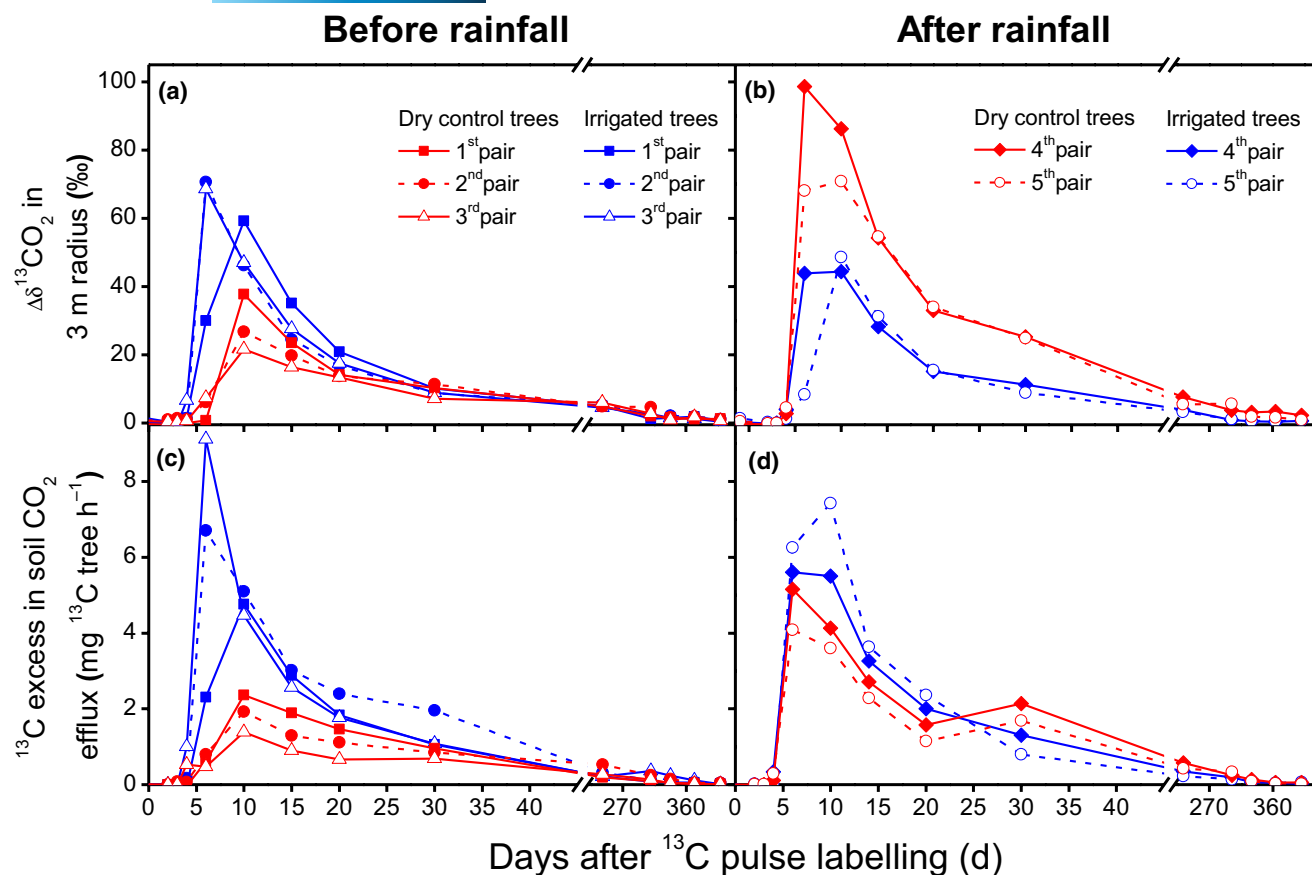 Before rainfall
After rainfall
(a)
Dry control trees
1st pair
2nd pair
3rd pair
Irrigated trees
1st pair
2nd pair
3rd pair
(b)
Dry control trees
4th pair
5th pair
Irrigated trees
4th pair
5th pair
Δδ13CO2 in
3 m radius (‰)
100
80
60
40
20
0
(c)
(d)
13C excess in soil CO2
efflux (mg 13C tree h−1)
8
6
4
2
0
0 5 10 15 20 30 40 270 360 0 5 10 15 20 30 40 270 360
Days after 13C pulse labelling (d)